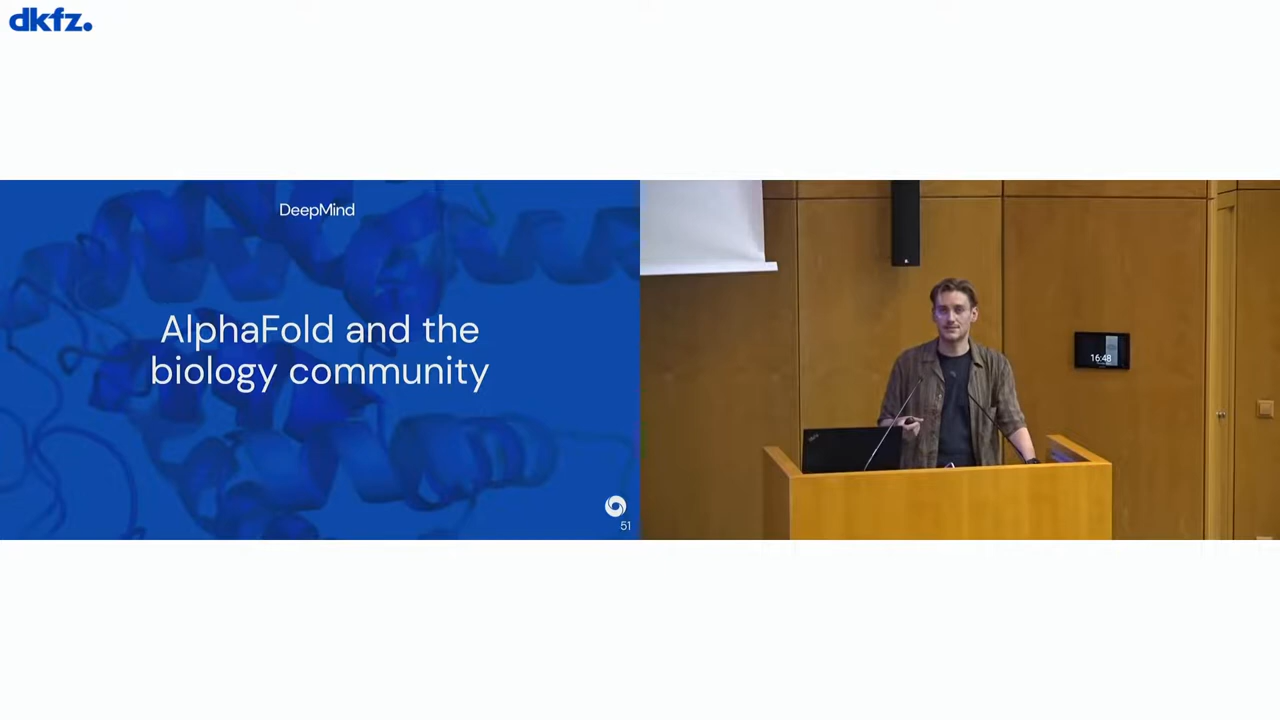 dkfz.
DeepMind
AlphaFold and the
biology community
51
16:48